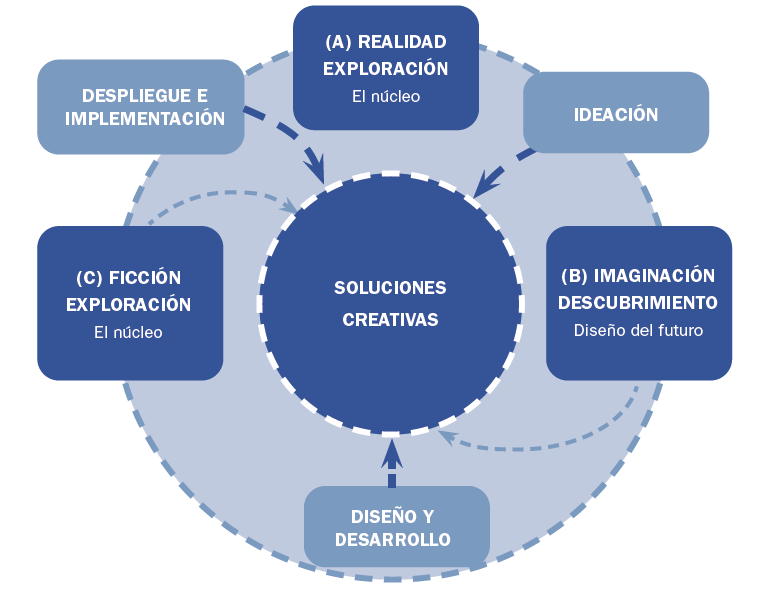 (A) REALIDAD
EXPLORACIÓN
El núcleo
DESPLIEGUE E
IMPLEMENTACIÓN
IDEACIÓN
(C) FICCIÓN
EXPLORACIÓN
El núcleo
SOLUCIONES
CREATIVAS
(B) IMAGINACIÓN
DESCUBRIMIENTO
Diseño del futuro
DISEÑO Y
DESARROLLO